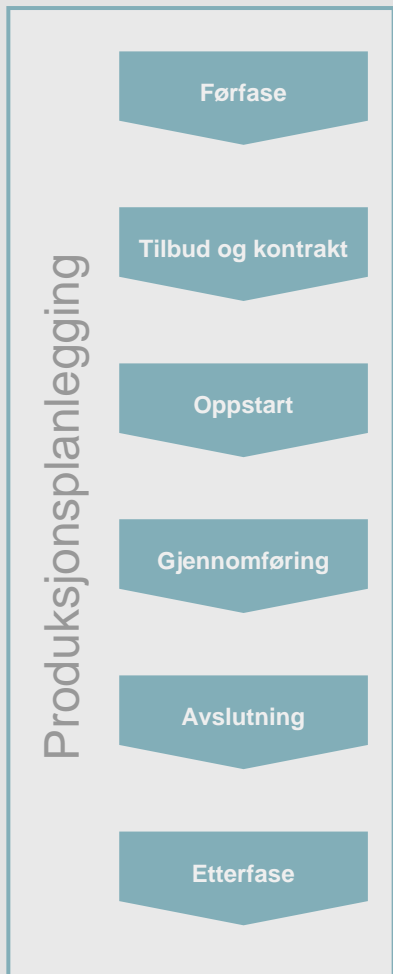 Produksjonsplanlegging
Førfase
Tilbud og kontrakt
Oppstart
Gjennomføring
Avslutning
Etterfase